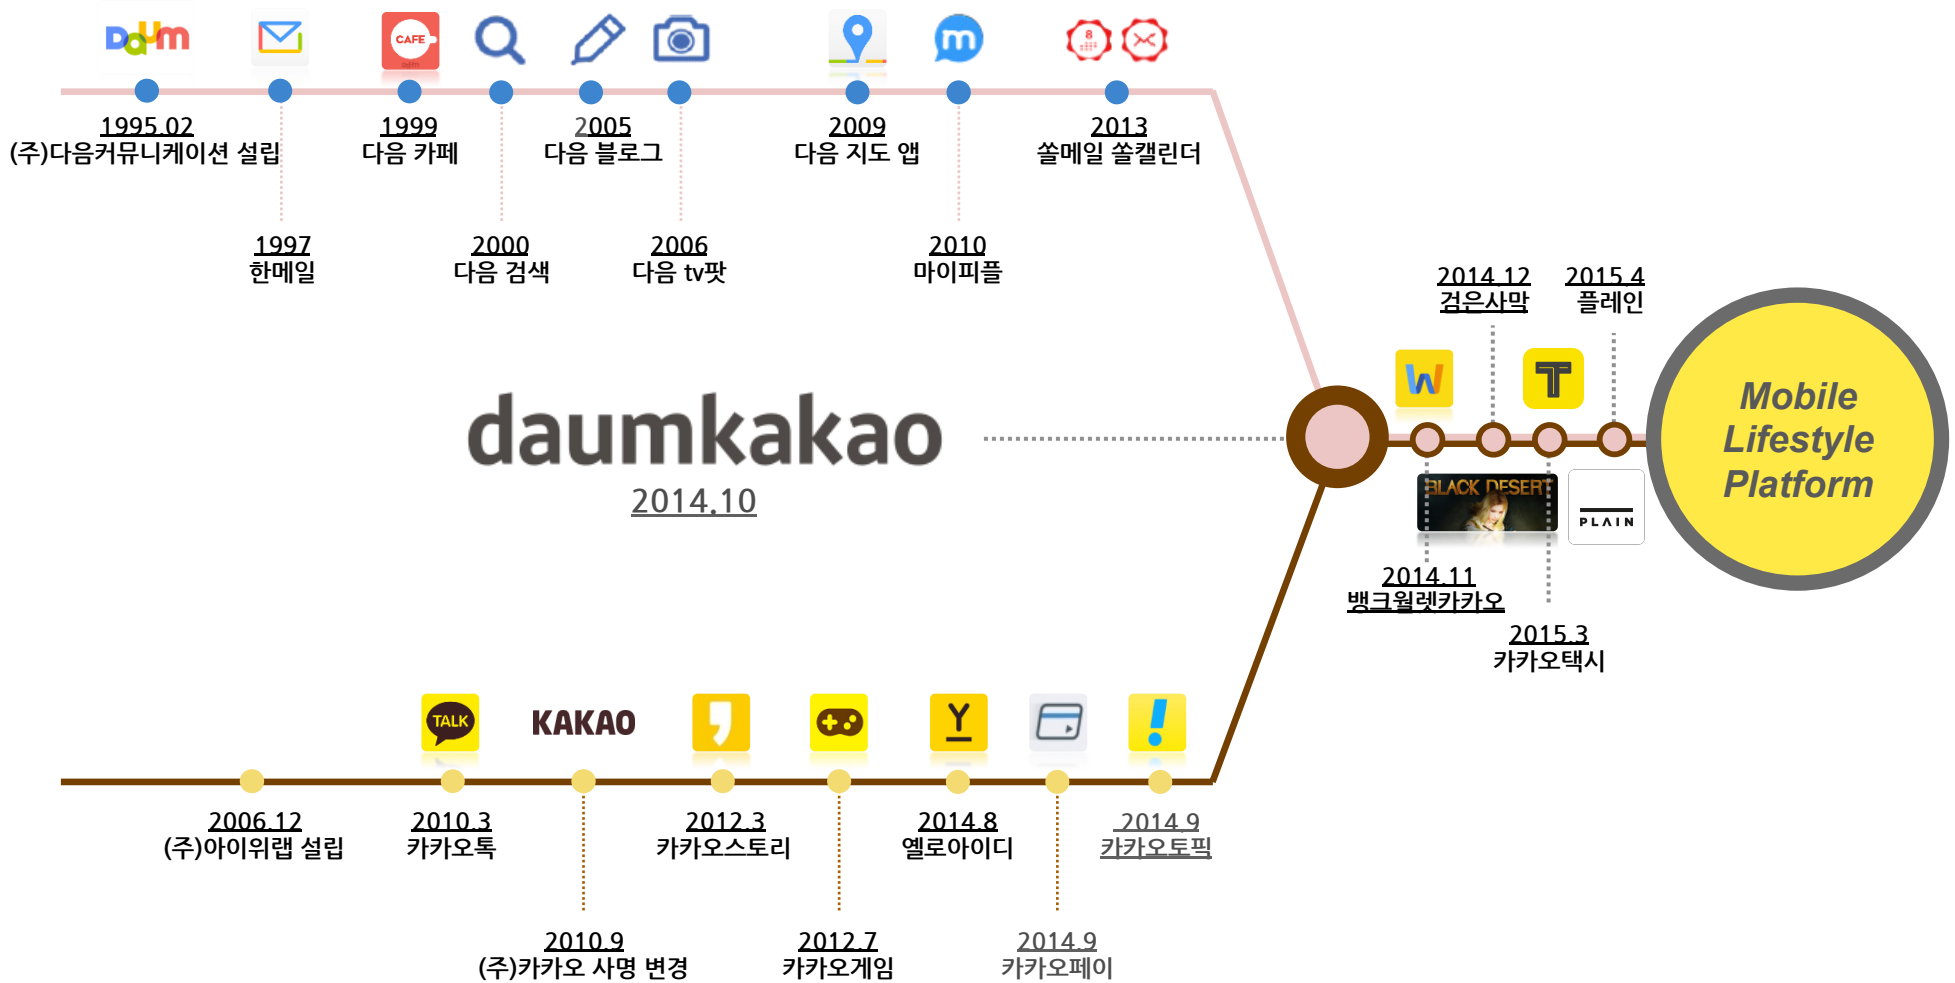 Daum
CAFE
m
8
1995.02
(주)다음커뮤니케이션 설립
1997
한메일
1999
다음 카페
2000
다음 검색
2005
다음 블로그
2006
다음 tv팟
2009
다음 지도 앱
2010
마이피플
2013
쏠메일 쏠캘린더
daumkakao
2014.10
W
2014.11
뱅크월렛카카오
2014.12
검은사막
BLACK DESERT
T
2015.3
카카오택시
2015.4
플레인
PLAIN
Mobile
Lifestyle
Platform
2006.12
(주)아이위랩 설립
TALK
2010.3
카카오톡
KAKAO
2010.9
(주)카카오 사명 변경
2012.3
카카오스토리
2012.7
카카오게임
Y
2014.8
옐로아이디
2014.9
카카오페이
!
2014.9
카카오토픽